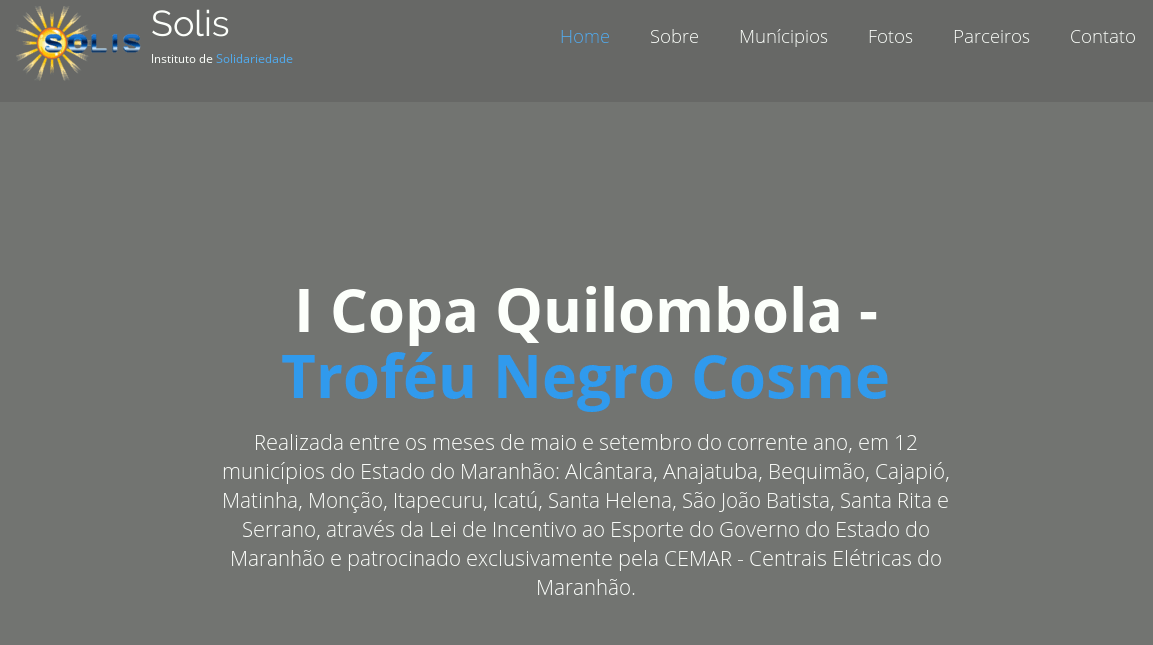 SOLIS
Solis
Instituto de Solidariedade
Home Sobre Munícipios Fotos Parceiros Contato
I Copa Quilombola -
Troféu Negro Cosme
Realizada entre os meses de maio e setembro do corrente ano, em 12
municípios do Estado do Maranhão: Alcântara, Anajatuba, Bequimão, Cajapió,
Matinha, Monção, Itapecuru, Icatú, Santa Helena, São João Batista, Santa Rita e
Serrano, através da Lei de Incentivo ao Esporte do Governo do Estado do
Maranhão e patrocinado exclusivamente pela CEMAR - Centrais Elétricas do
Maranhão.